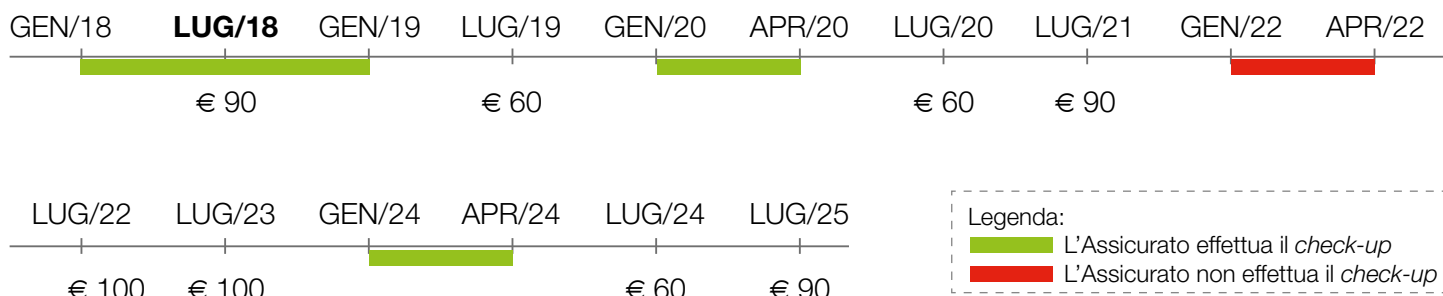 GEN/18 LUG/18 GEN/19 LUG/19 GEN/20 APR/20 LUG/20 LUG/21 GEN/22 APR/22
€ 90 € 60 € 60 € 90
LUG/22 LUG/23 GEN/24 APR/24 LUG/24 LUG/25
€ 100 € 100 € 60 € 90
Legenda:
L'Assicurato effettua il check-up
L'Assicurato non effettua il check-up